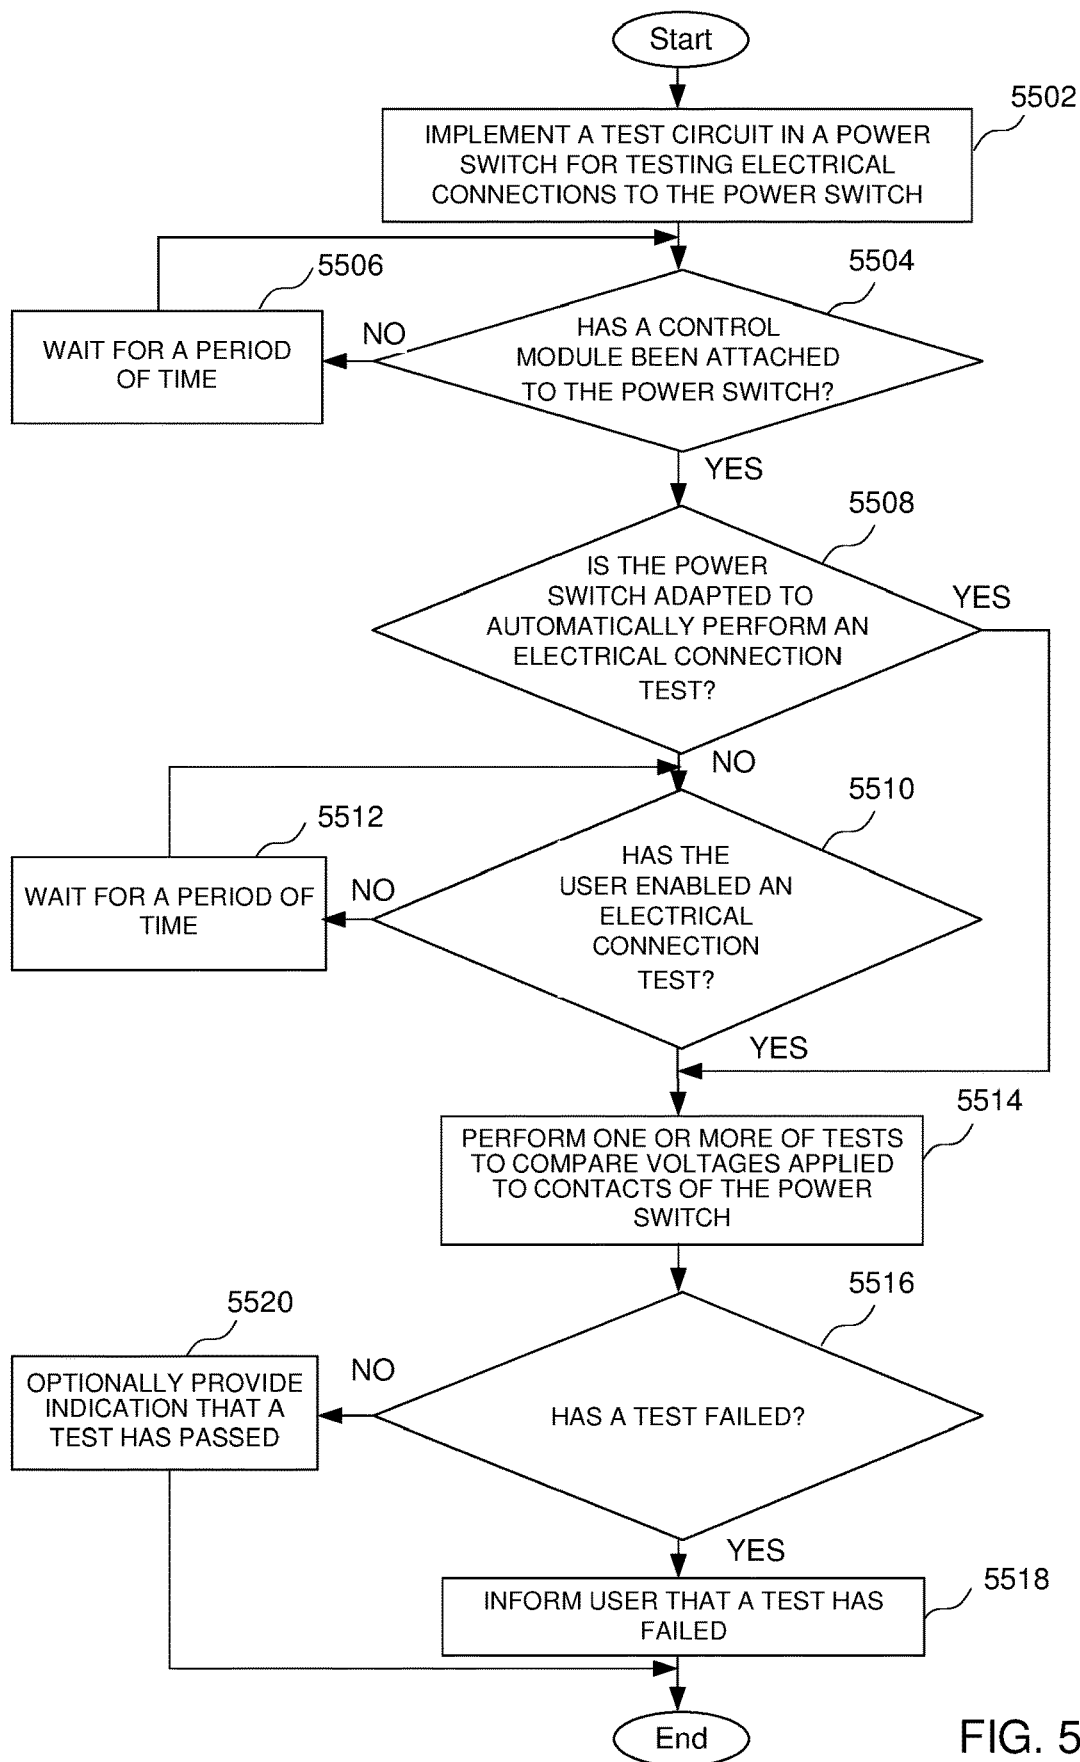 Start
5502
IMPLEMENT A TEST CIRCUIT IN A POWER
SWITCH FOR TESTING ELECTRICAL
CONNECTIONS TO THE POWER SWITCH
5506
5504
WAIT FOR A PERIOD
OF TIME
NO
HAS A CONTROL
MODULE BEEN ATTACHED
TO THE POWER SWITCH?
YES
5508
IS THE POWER
SWITCH ADAPTED TO
AUTOMATICALLY PERFORM AN
ELECTRICAL CONNECTION
TEST?
YES
NO
5512
5510
WAIT FOR A PERIOD OF
TIME
NO
HAS THE
USER ENABLED AN
ELECTRICAL
CONNECTION
TEST?
YES
5514
PERFORM ONE OR MORE OF TESTS
TO COMPARE VOLTAGES APPLIED
TO CONTACTS OF THE POWER
SWITCH
5520
5516
OPTIONALLY PROVIDE
INDICATION THAT A
TEST HAS PASSED
NO
HAS A TEST FAILED?
YES
5518
INFORM USER THAT A TEST HAS
FAILED
End
FIG. 5